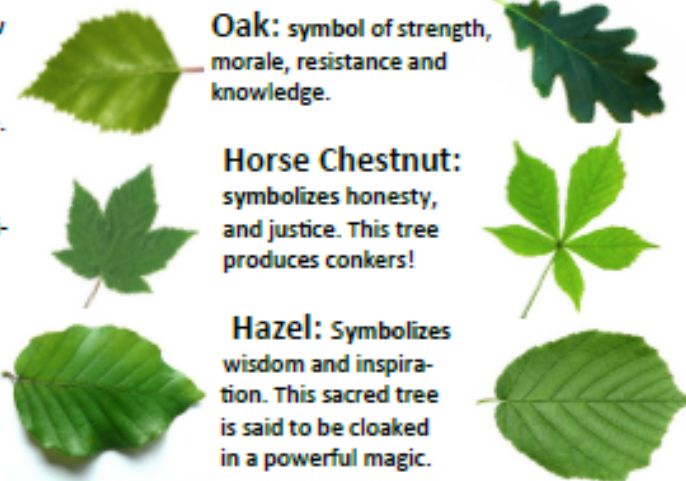 Oak: symbol of strength,
morale, resistance and
knowledge.
Horse Chestnut:
symbolizes honesty,
and justice. This tree
produces conkers!
Hazel: Symbolizes
wisdom and inspira-
tion. This sacred tree
is said to be cloaked
in a powerful magic.